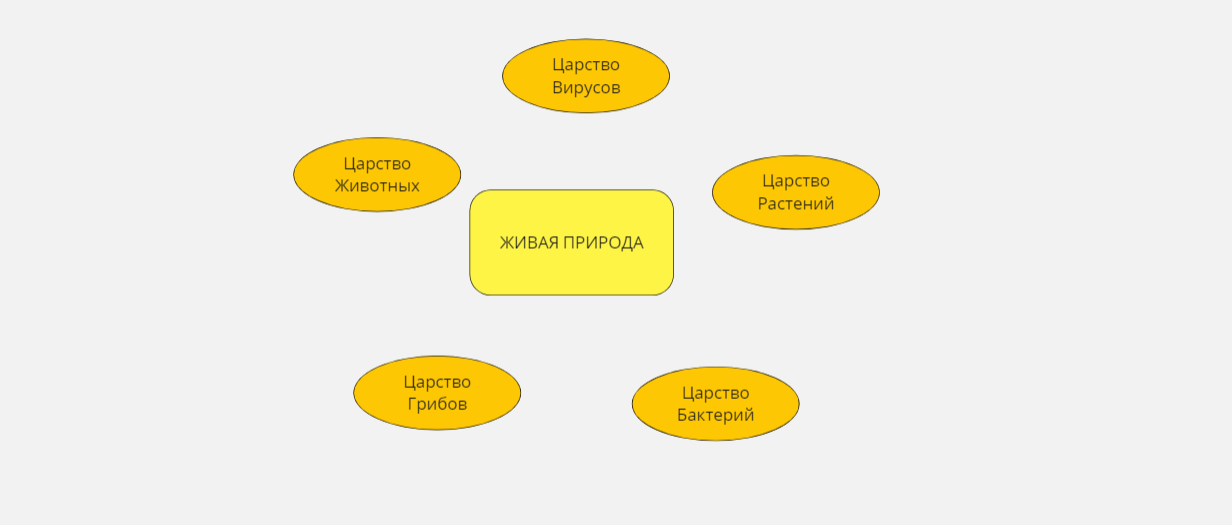 Царство
Вирусов
Царство
Животных
Царство
Растений
ЖИВАЯ ПРИРОДА
Царство
Грибов
Царство
Бактерий